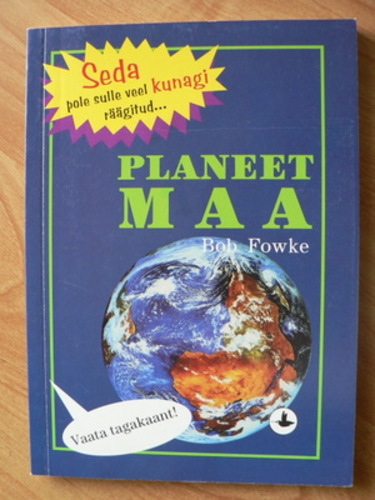 Seda
pole sulle veel kunagi
räägitud...
PLANEET
MAA
Bob Fowke
Vaata tagakaant!